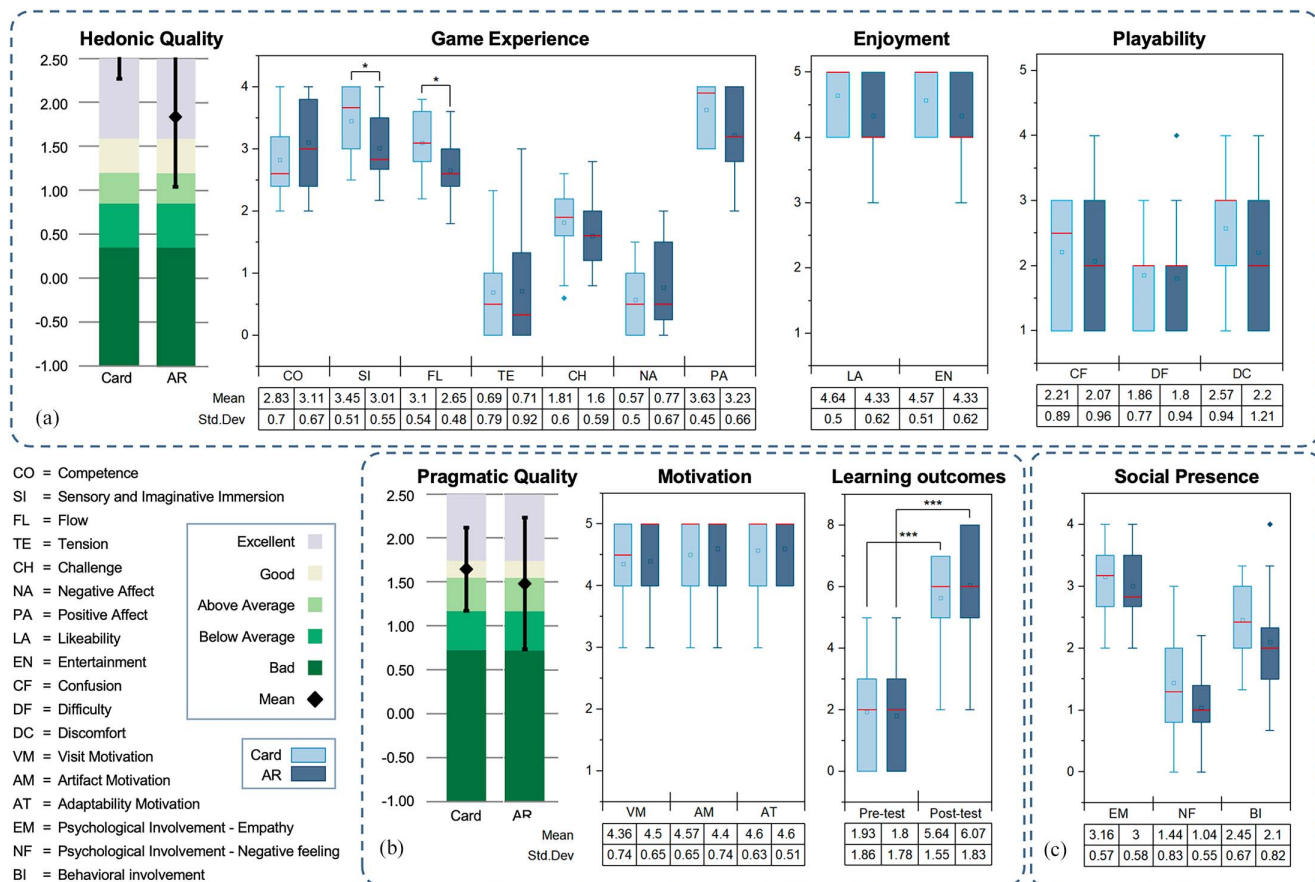 Hedonic Quality
2.50
2.00
1.50
1.00
0.50
0.00
-0.50
-1.00
Card AR
Game Experience
4
3
2
1
0
* *
CO SI FL TE CH NA PA
Mean 2.83 3.11 3.45 3.01 3.1 2.65 0.69 0.71 1.81 1.6 0.57 0.77 3.63 3.23
Std.Dev 0.7 0.67 0.51 0.55 0.54 0.48 0.79 0.92 0.6 0.59 0.5 0.67 0.45 0.66
Enjoyment
5
4
3
2
1
LA EN
4.64 4.33 4.57 4.33
0.5 0.62 0.51 0.62
Playability
5
4
3
2
1
CF DF DC
2.21 2.07 1.86 1.8 2.57 2.2
0.89 0.96 0.77 0.94 0.94 1.21
(a)
CO = Competence
SI = Sensory and Imaginative Immersion
FL = Flow
TE = Tension
CH = Challenge
NA = Negative Affect
PA = Positive Affect
LA = Likeability
EN = Entertainment
CF = Confusion
DF = Difficulty
DC = Discomfort
VM = Visit Motivation
AM = Artifact Motivation
AT = Adaptability Motivation
EM = Psychological Involvement - Empathy
NF = Psychological Involvement - Negative feeling
BI = Behavioral involvement
Excellent
Good
Above Average
Below Average
Bad
Mean
Card
AR
Pragmatic Quality
2.50
2.00
1.50
1.00
0.50
0.00
-0.50
-1.00
Card AR
Motivation
5
4
3
2
1
VM AM AT
Mean 4.36 4.5 4.57 4.4 4.6 4.6
Std.Dev 0.74 0.65 0.65 0.74 0.63 0.51
Learning outcomes
8
6
4
2
0
*** ***
Pre-test Post-test
1.93 1.8 5.64 6.07
1.86 1.78 1.55 1.83
(b)
Social Presence
4
3
2
1
0
EM NF BI
3.16 3 1.44 1.04 2.45 2.1
0.57 0.58 0.83 0.55 0.67 0.82
(c)